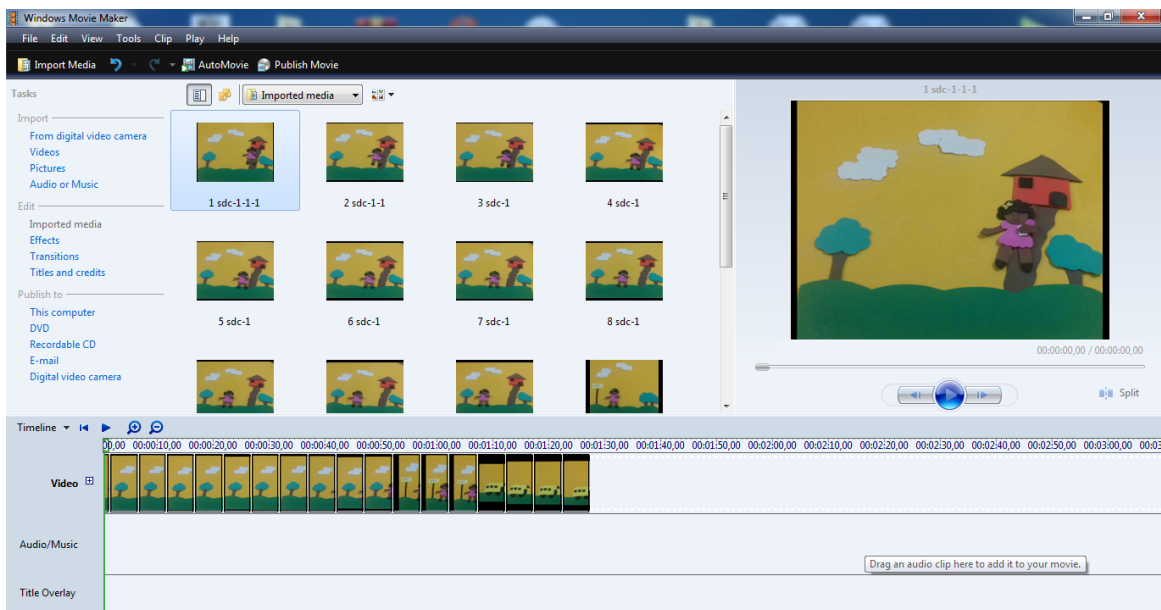 Windows Movie Maker
File Edit View Tools Clip Play Help
Import Media AutoMovie Publish Movie
Tasks
Imported media
Import
From digital video camera
Videos
Pictures
Audio or Music
Edit
Imported media
Effects
Transitions
Titles and credits
Publish to
This computer
DVD
Recordable CD
E-mail
Digital video camera
1 sdc-1-1-1 2 sdc-1-1 3 sdc-1 4 sdc-1
5 sdc-1 6 sdc-1 7 sdc-1 8 sdc-1
1 sdc-1-1-1
00:00:00,00 / 00:00:00,00
Split
Timeline
00,00 00:00:10,00 00:00:20,00 00:00:30,00 00:00:40,00 00:00:50,00 00:01:00,00 00:01:10,00 00:01:20,00 00:01:30,00 00:01:40,00 00:01:50,00 00:02:00,00 00:02:10,00 00:02:20,00 00:02:30,00 00:02:40,00 00:02:50,00 00:03:00,00 00:03
Video
Audio/Music
Drag an audio clip here to add it to your movie.
Title Overlay